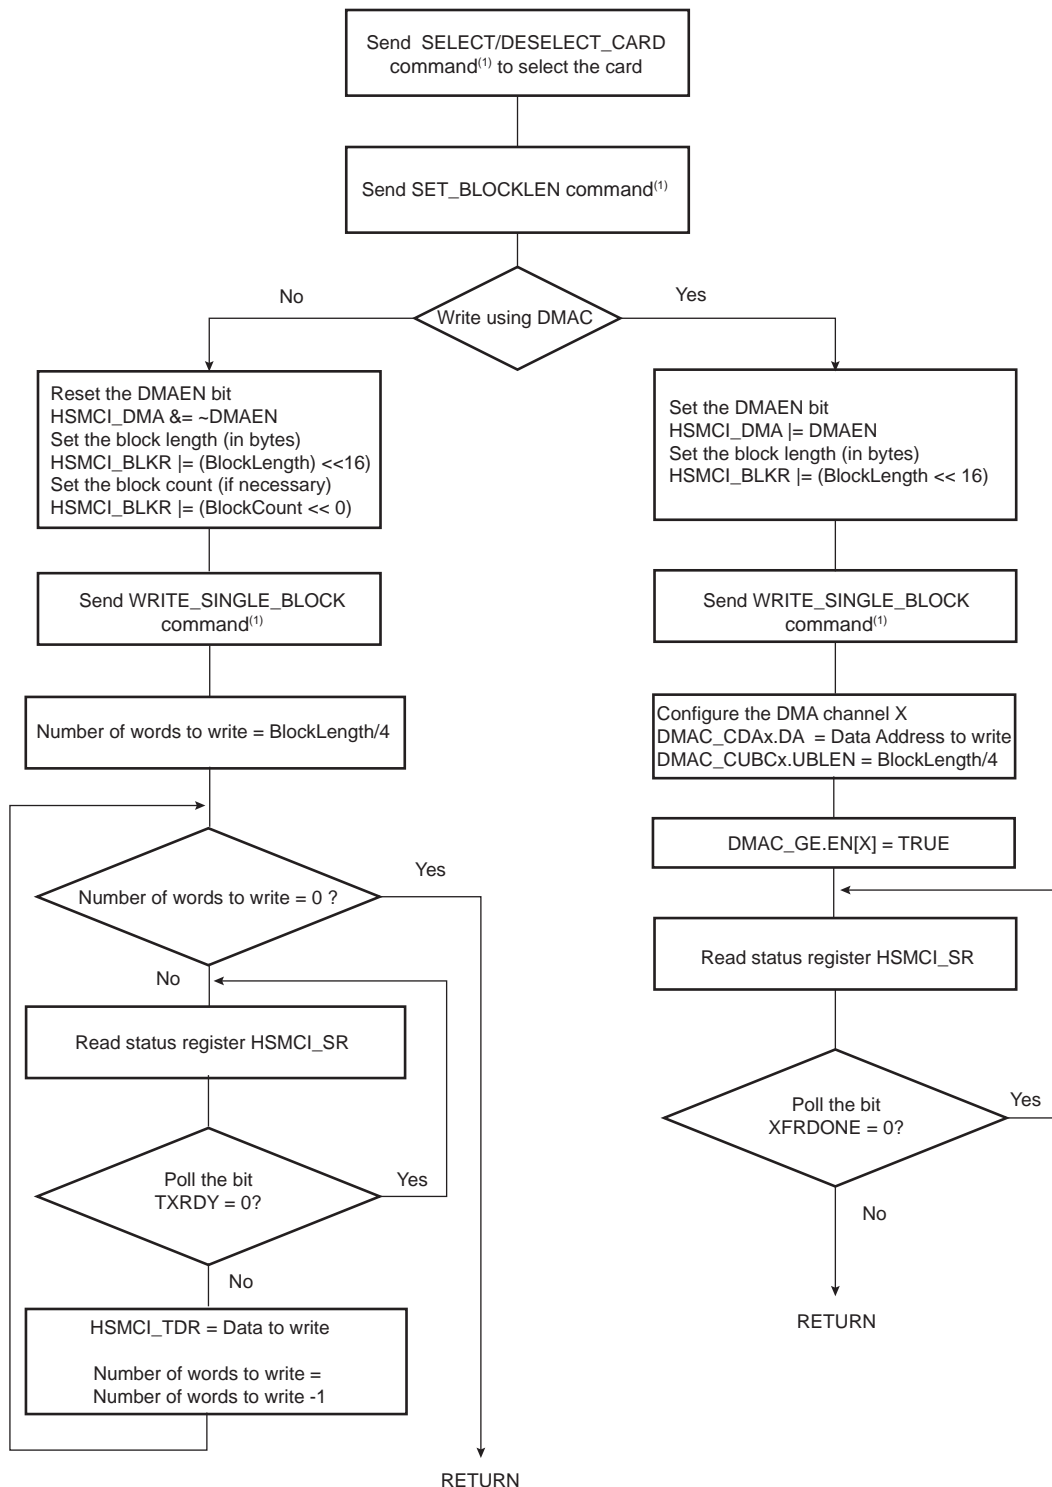 Send  SELECT/DESELECT_CARD
command(1) to select the card
Send SET_BLOCKLEN command(1)
No
Yes
Write using DMAC
Reset the DMAEN bit
HSMCI_DMA &= ~DMAEN
Set the block length (in bytes)
HSMCI_BLKR |= (BlockLength) <<16)
Set the block count (if necessary)
HSMCI_BLKR |= (BlockCount << 0)
Send WRITE_SINGLE_BLOCK
command(1)
Number of words to write = BlockLength/4
Number of words to write = 0 ?
Yes
No
Read status register HSMCI_SR
Poll the bit
TXRDY = 0?
Yes
No
HSMCI_TDR = Data to write
Number of words to write =
Number of words to write -1
RETURN
Set the DMAEN bit
HSMCI_DMA |= DMAEN
Set the block length (in bytes)
HSMCI_BLKR |= (BlockLength << 16)
Send WRITE_SINGLE_BLOCK
command(1)
Configure the DMA channel X
DMAC_CDAx.DA  = Data Address to write
DMAC_CUBCx.UBLEN = BlockLength/4
DMAC_GE.EN[X] = TRUE
Read status register HSMCI_SR
Poll the bit
XFRDONE = 0?
Yes
No
RETURN